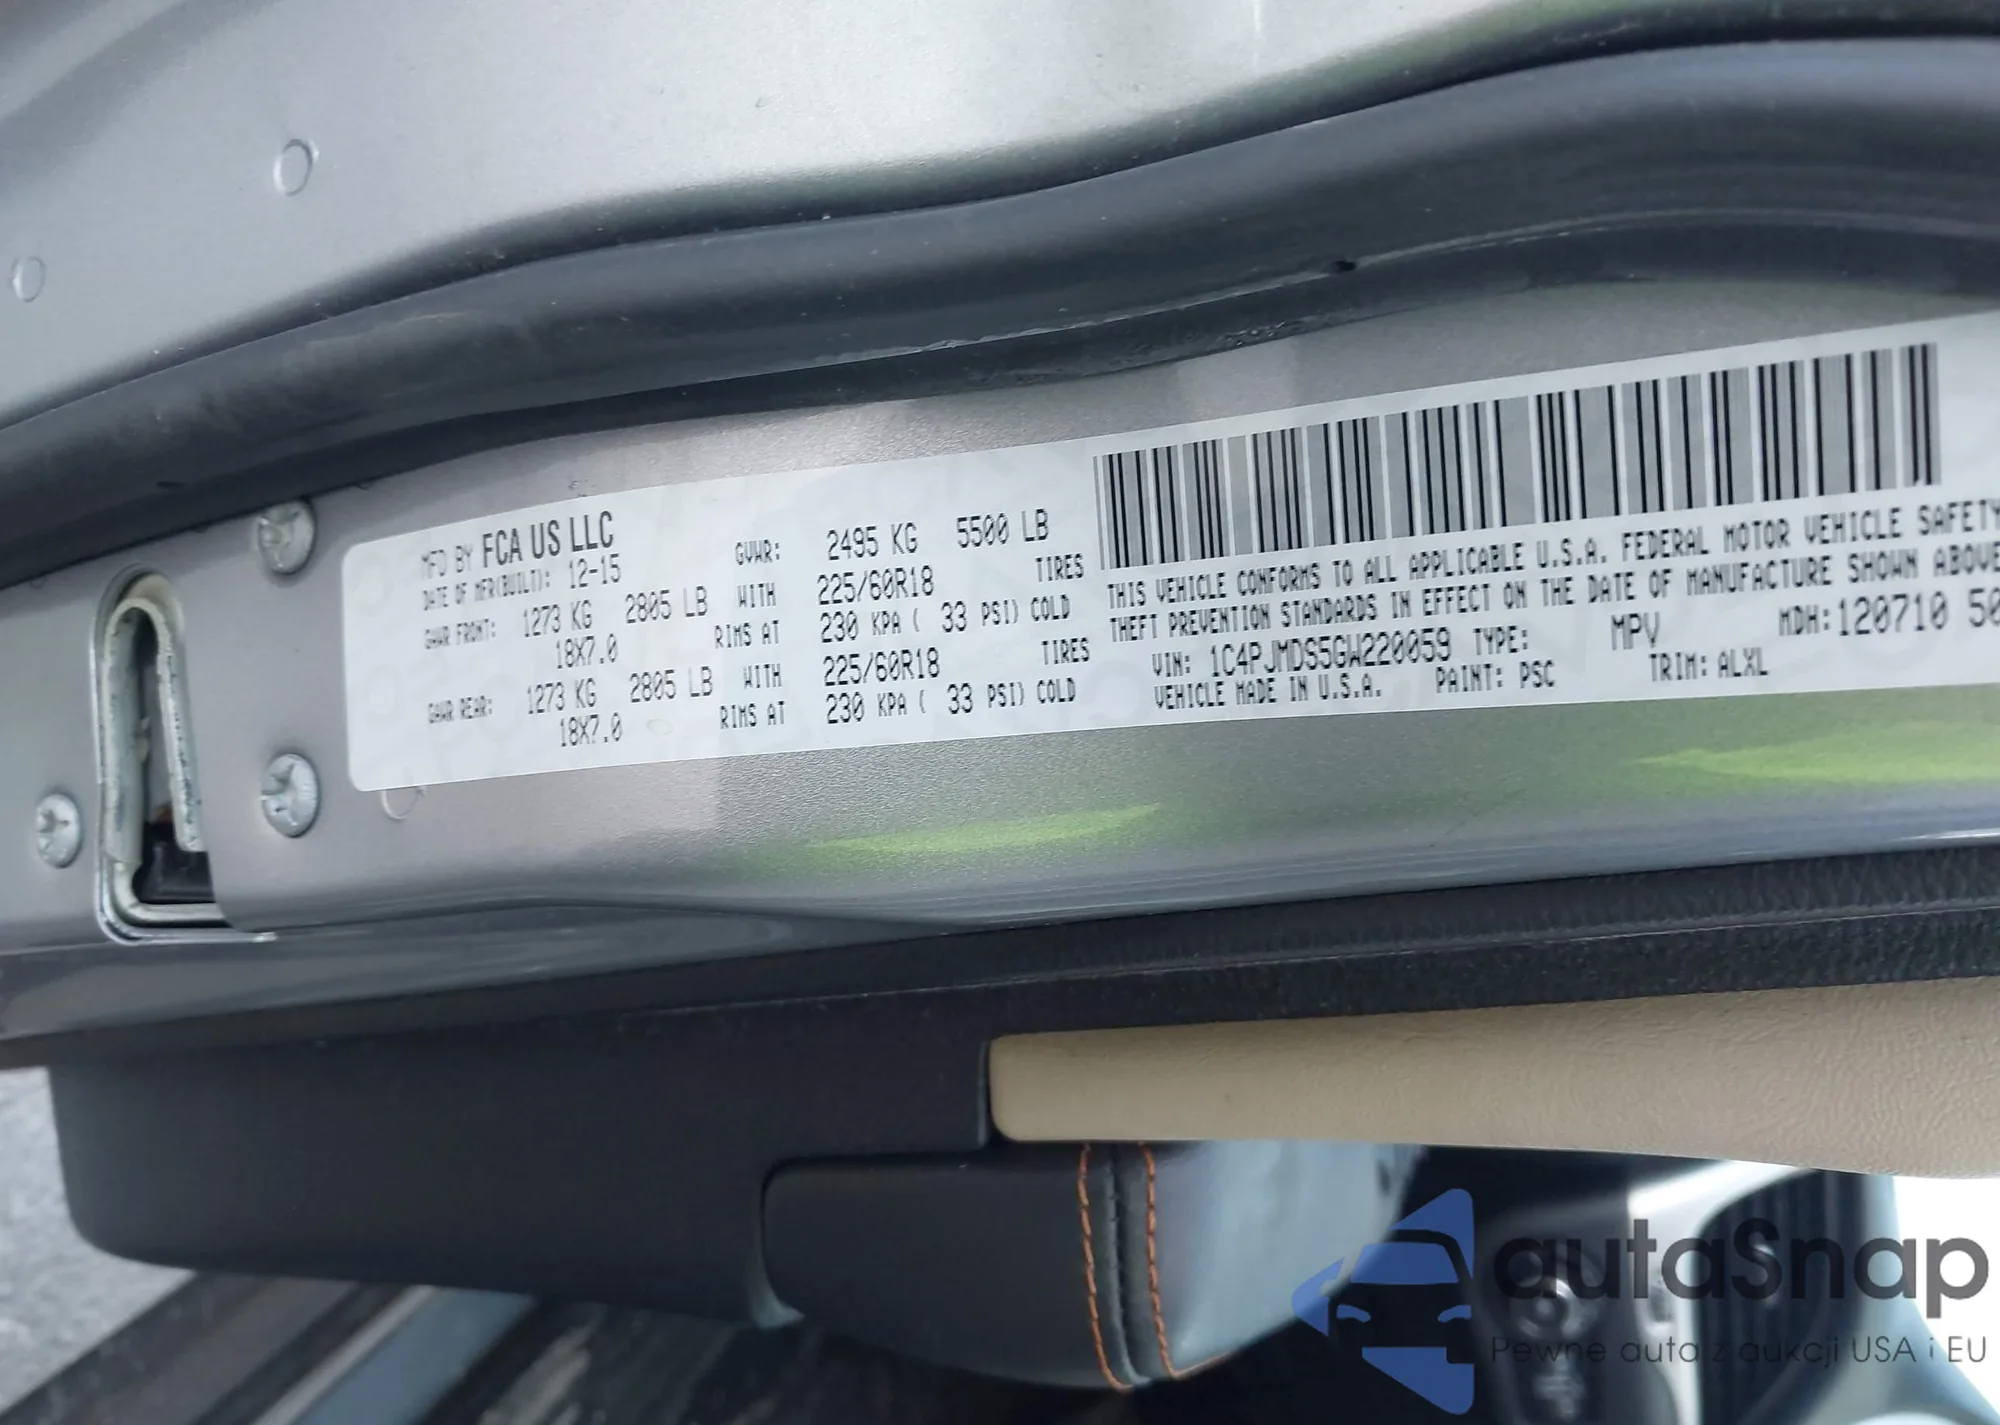 MFD BY FCA US LLC
DATE OF MFR(BUILT): 12-15 GVWR: 2495 KG 5500 LB
GAWR FRONT: 1273 KG 2805 LB WITH 225/60R18 TIRES
18X7.0 RIMS AT 230 KPA ( 33 PSI) COLD
GAWR REAR: 1273 KG 2805 LB WITH 225/60R18 TIRES
18X7.0 RIMS AT 230 KPA ( 33 PSI) COLD
THIS VEHICLE CONFORMS TO ALL APPLICABLE U.S.A. FEDERAL MOTOR VEHICLE SAFETY
THEFT PREVENTION STANDARDS IN EFFECT ON THE DATE OF MANUFACTURE SHOWN ABOVE
VIN: 1C4PJMDS5GW220059 TYPE: MPV MDH: 120710 50
VEHICLE MADE IN U.S.A. PAINT: PSC TRIM: ALXL
autaSnap
Pewne auta z aukcji USA i EU